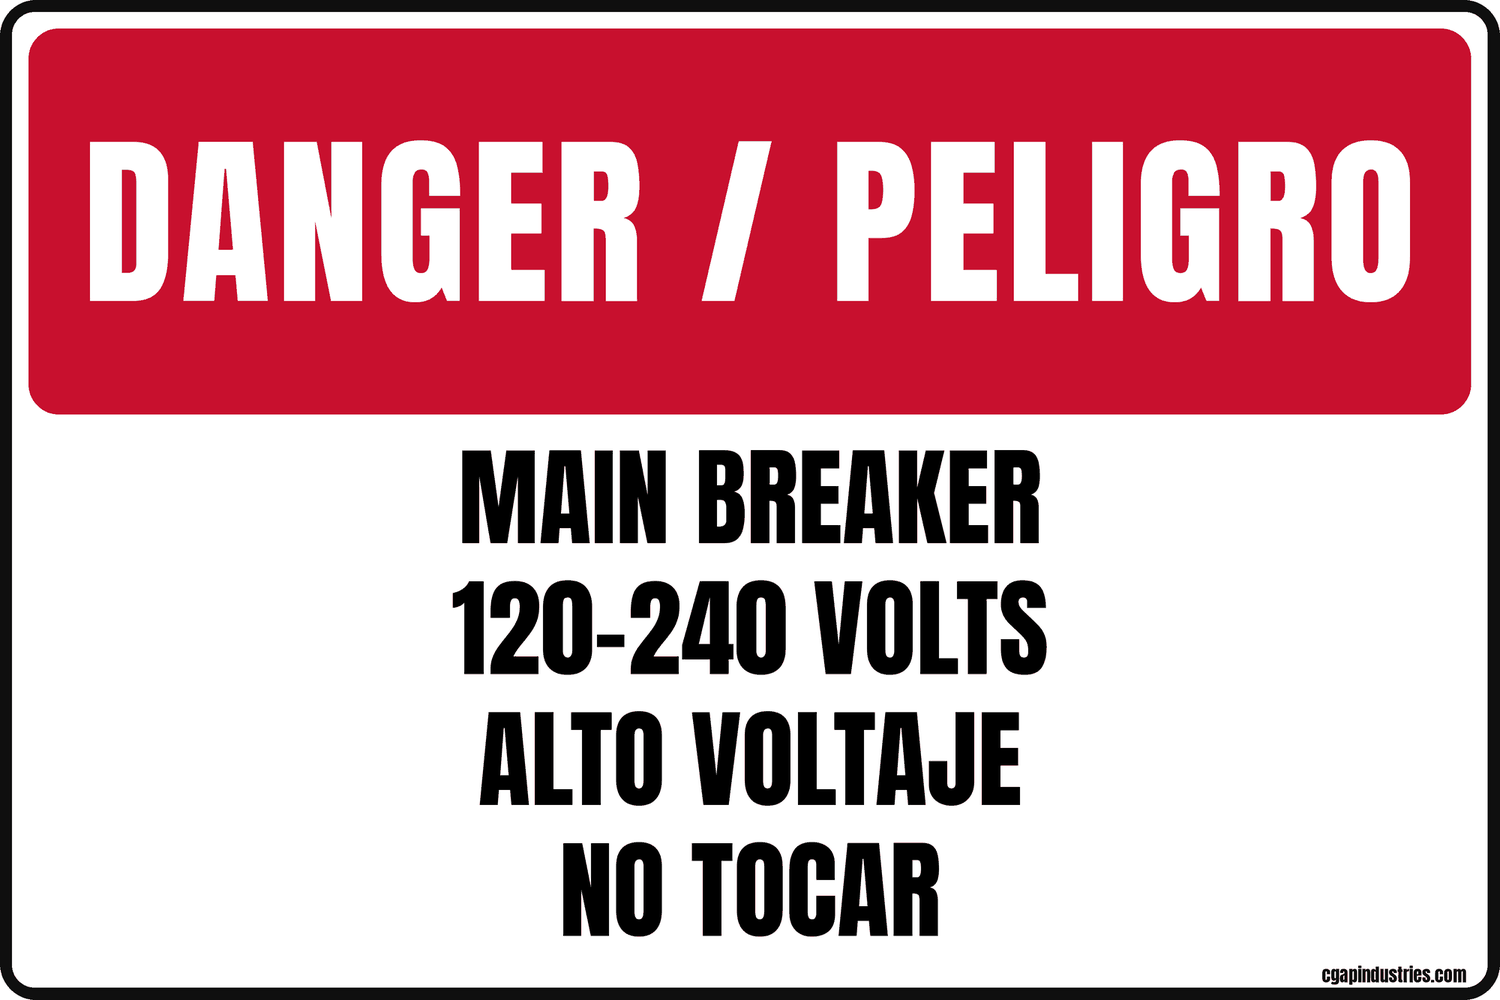 DANGER / PELIGRO
MAIN BREAKER
120-240 VOLTS
ALTO VOLTAJE
NO TOCAR
cgapindustries.com